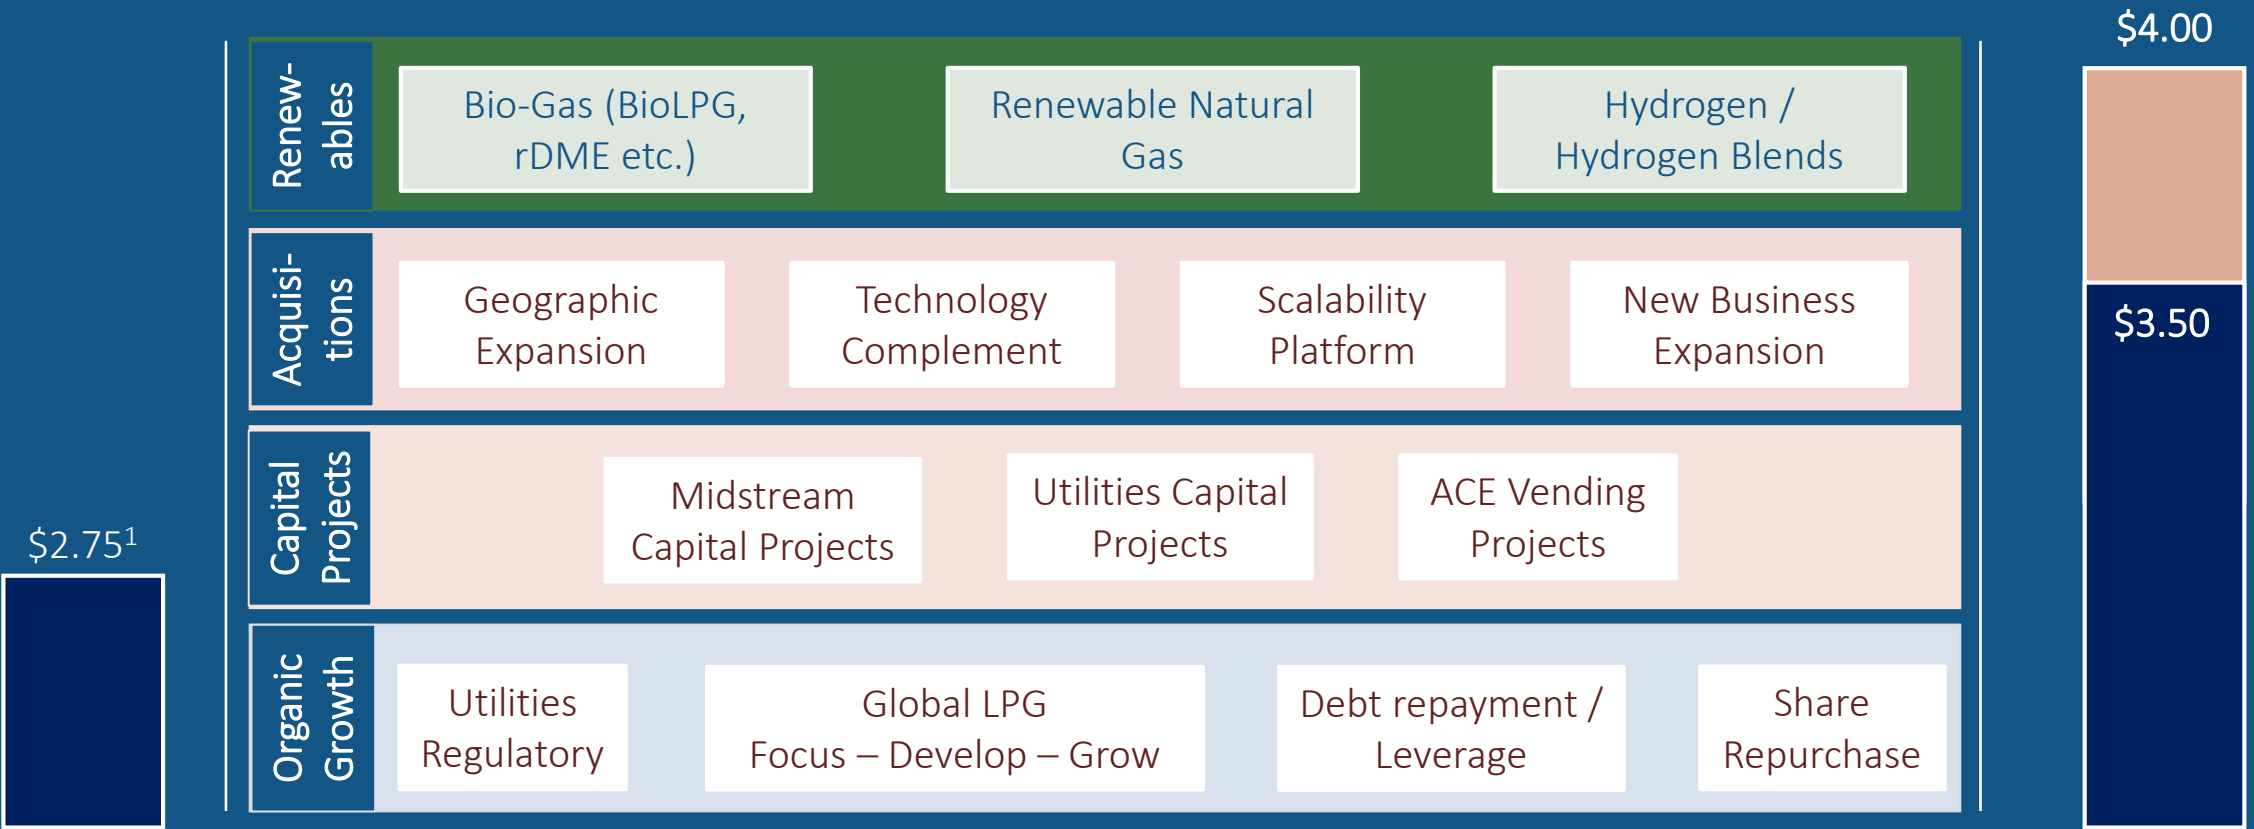 $2.75¹
Renew-
ables
Bio-Gas (BioLPG,
rDME etc.)
Renewable Natural
Gas
Hydrogen /
Hydrogen Blends
Acquisi-
tions
Geographic
Expansion
Technology
Complement
Scalability
Platform
New Business
Expansion
Capital
Projects
Midstream
Capital Projects
Utilities Capital
Projects
ACE Vending
Projects
Organic
Growth
Utilities
Regulatory
Global LPG
Focus – Develop – Grow
Debt repayment /
Leverage
Share
Repurchase
$4.00
$3.50